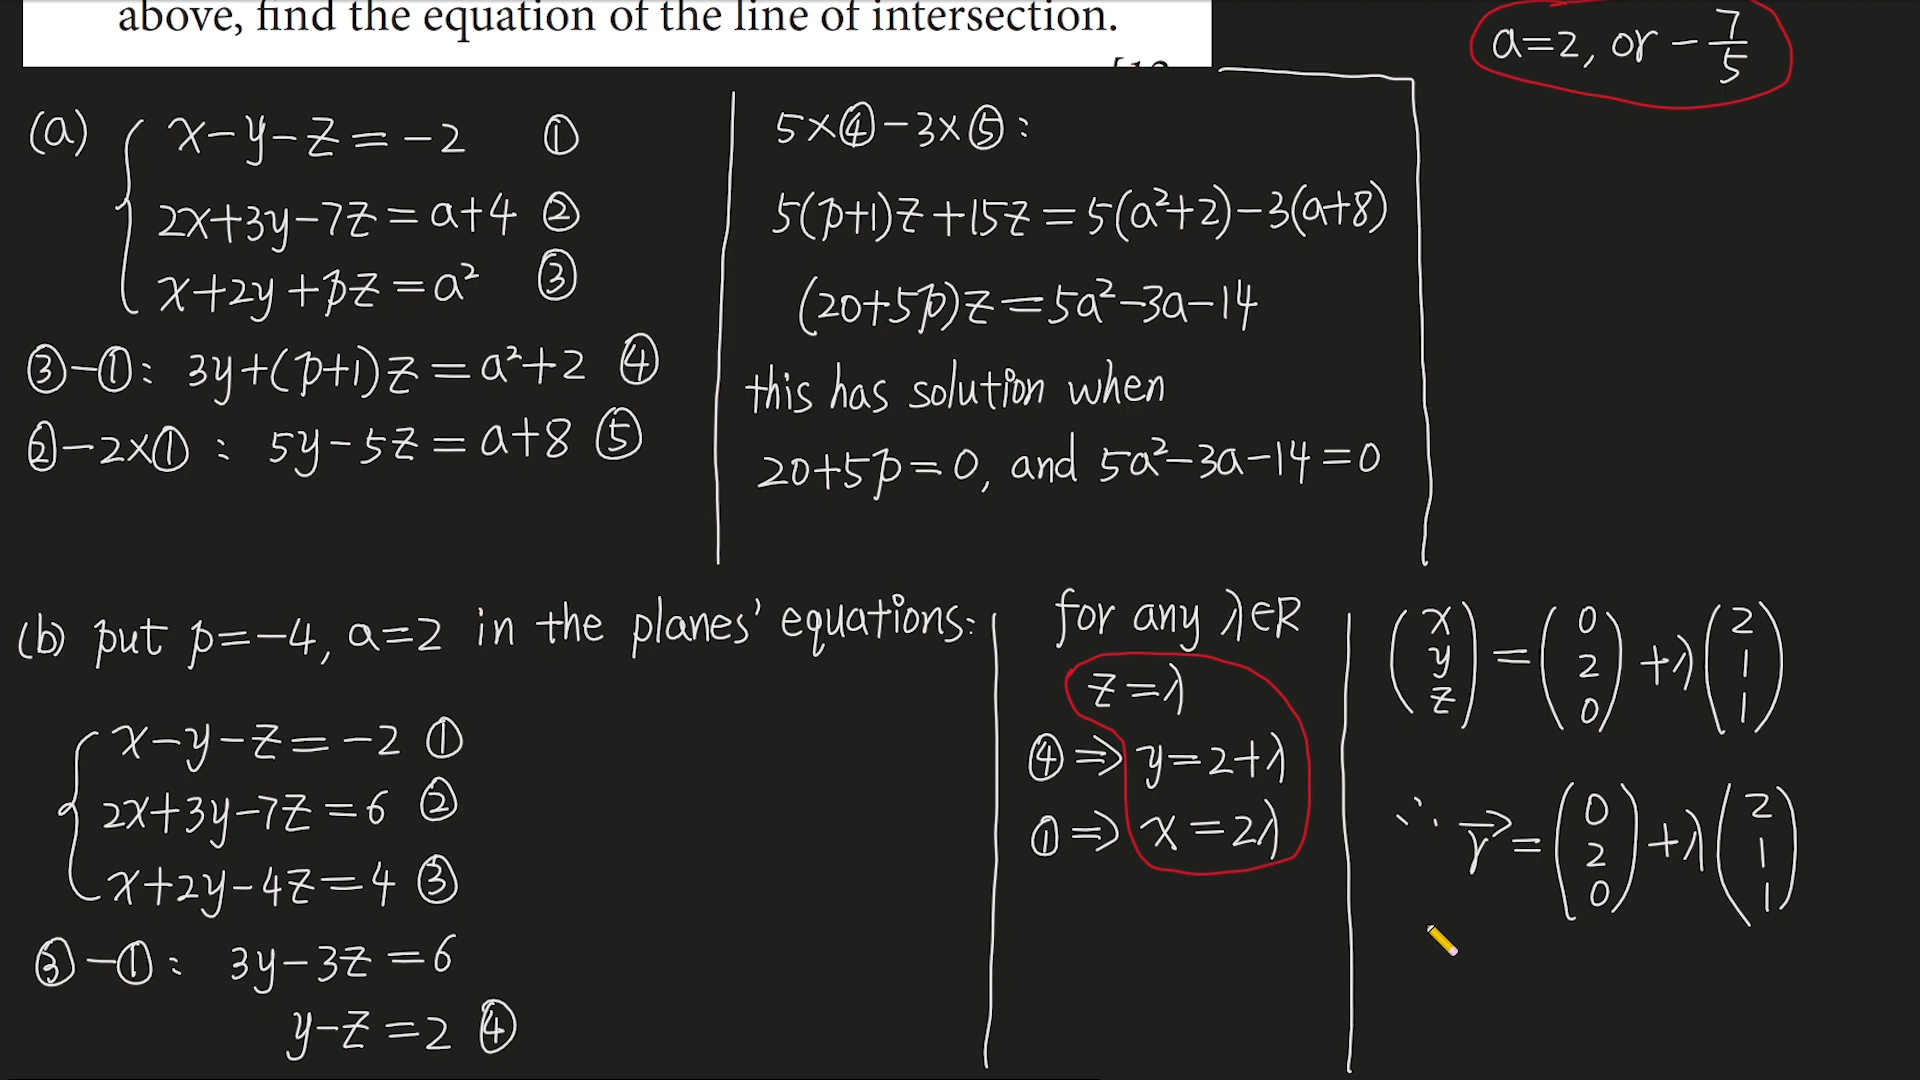 above, find the equation of the line of intersection.
a=2, or -7/5
(a) { x-y-z=-2 ①
2x+3y-7z=a+4 ②
x+2y+pz=a² ③
③-①: 3y+(p+1)z=a²+2 ④
②-2×①: 5y-5z=a+8 ⑤
5×④-3×⑤:
5(p+1)z+15z=5(a²+2)-3(a+8)
(20+5p)z=5a²-3a-14
this has solution when
20+5p=0, and 5a²-3a-14=0
(b) put p=-4, a=2 in the planes' equations:
{ x-y-z=-2 ①
2x+3y-7z=6 ②
x+2y-4z=4 ③
③-①: 3y-3z=6
y-z=2 ④
for any λ∈R
z=λ
④⇒ y=2+λ
①⇒ x=2λ
(x y z)=(0 2 0)+λ(2 1 1)
∴ r⃗=(0 2 0)+λ(2 1 1)